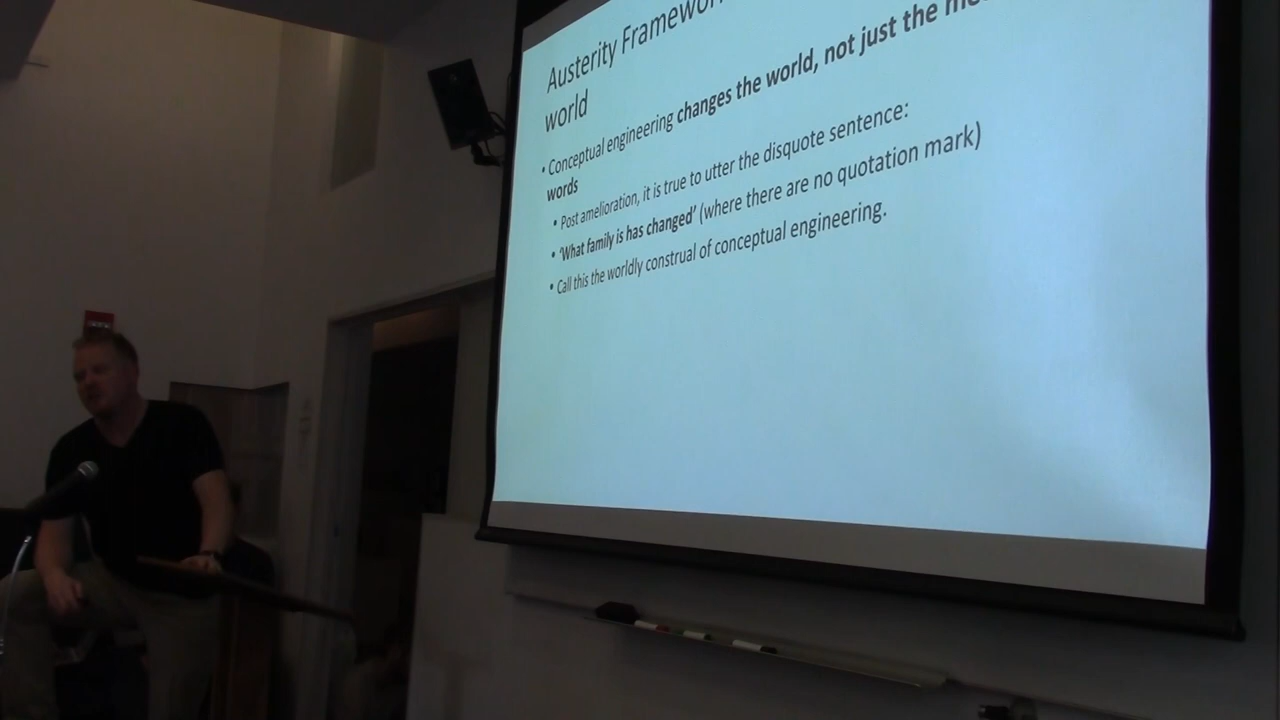 Austerity Framework
world
• Conceptual engineering changes the world, not just the
words
• Post amelioration, it is true to utter the disquote sentence:
• ‘What family is has changed’ (where there are no quotation mark)
• Call this the worldly construal of conceptual engineering.